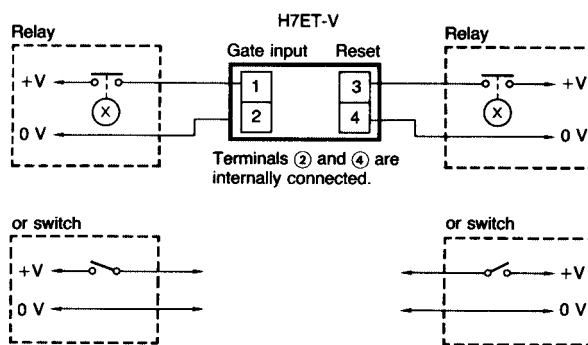 H7ET-V
Relay
Gate input
Reset
Relay
+V
X
1
3
X
+V
0 V
2
4
0 V
Terminals ② and ④ are
internally connected.
or switch
or switch
+V
+V
0 V
0 V